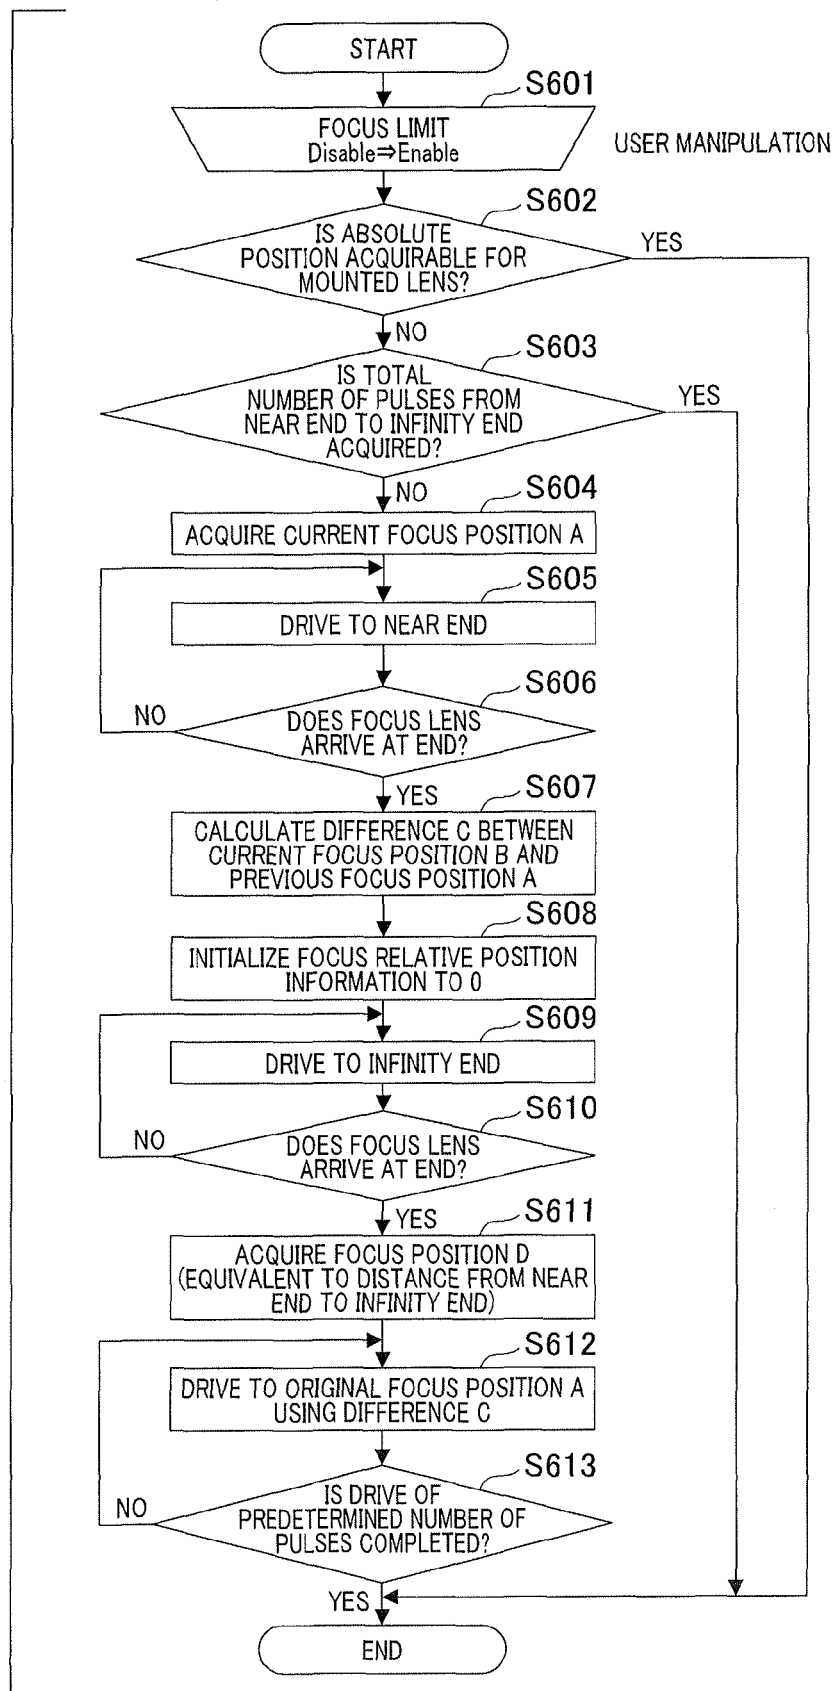 START
S601
FOCUS LIMIT
Disable⇒Enable
USER MANIPULATION
S602
IS ABSOLUTE
POSITION ACQUIRABLE FOR
MOUNTED LENS?
YES
NO
S603
IS TOTAL
NUMBER OF PULSES FROM
NEAR END TO INFINITY END
ACQUIRED?
YES
NO
S604
ACQUIRE CURRENT FOCUS POSITION A
S605
DRIVE TO NEAR END
S606
NO
DOES FOCUS LENS
ARRIVE AT END?
YES
S607
CALCULATE DIFFERENCE C BETWEEN
CURRENT FOCUS POSITION B AND
PREVIOUS FOCUS POSITION A
S608
INITIALIZE FOCUS RELATIVE POSITION
INFORMATION TO 0
S609
DRIVE TO INFINITY END
S610
NO
DOES FOCUS LENS
ARRIVE AT END?
YES
S611
ACQUIRE FOCUS POSITION D
(EQUIVALENT TO DISTANCE FROM NEAR
END TO INFINITY END)
S612
DRIVE TO ORIGINAL FOCUS POSITION A
USING DIFFERENCE C
S613
NO
IS DRIVE OF
PREDETERMINED NUMBER OF
PULSES COMPLETED?
YES
END